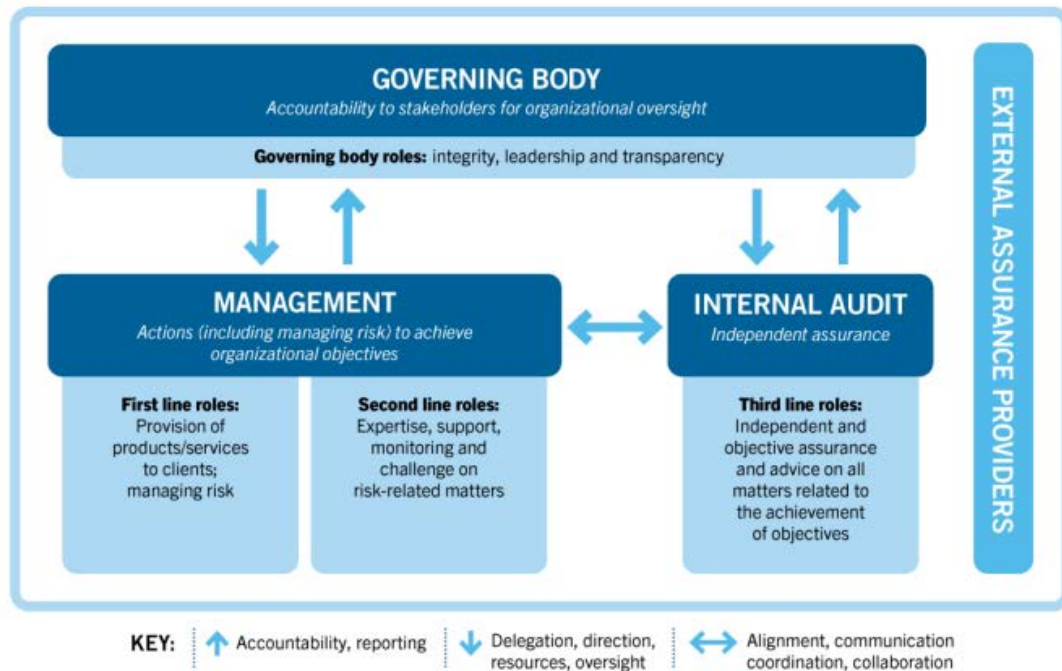 GOVERNING BODY
Accountability to stakeholders for organizational oversight
Governing body roles: integrity, leadership and transparency
MANAGEMENT
Actions (including managing risk) to achieve
organizational objectives
First line roles:
Provision of
products/services
to clients;
managing risk
Second line roles:
Expertise, support,
monitoring and
challenge on
risk-related matters
INTERNAL AUDIT
Independent assurance
Third line roles:
Independent and
objective assurance
and advice on all
matters related to
the achievement
of objectives
EXTERNAL ASSURANCE PROVIDERS
KEY:
Accountability, reporting
Delegation, direction,
resources, oversight
Alignment, communication
coordination, collaboration